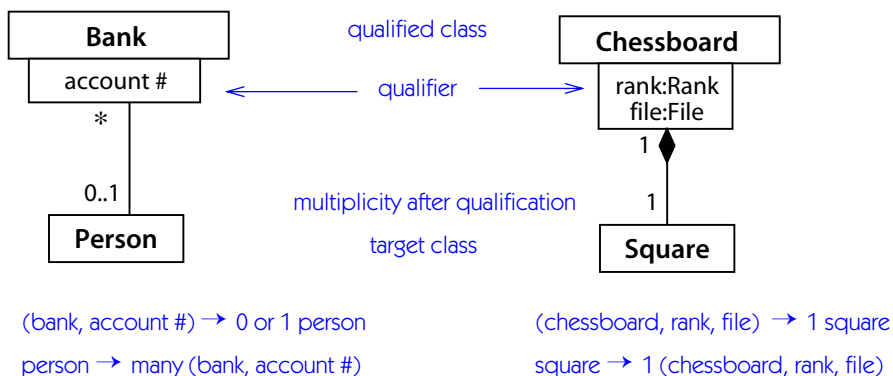 Bank
account #
*
0..1
Person
qualified class
qualifier
multiplicity after qualification
target class
Chessboard
rank:Rank
file:File
1
1
Square
(bank, account #) → 0 or 1 person
person → many (bank, account #)
(chessboard, rank, file) → 1 square
square → 1 (chessboard, rank, file)